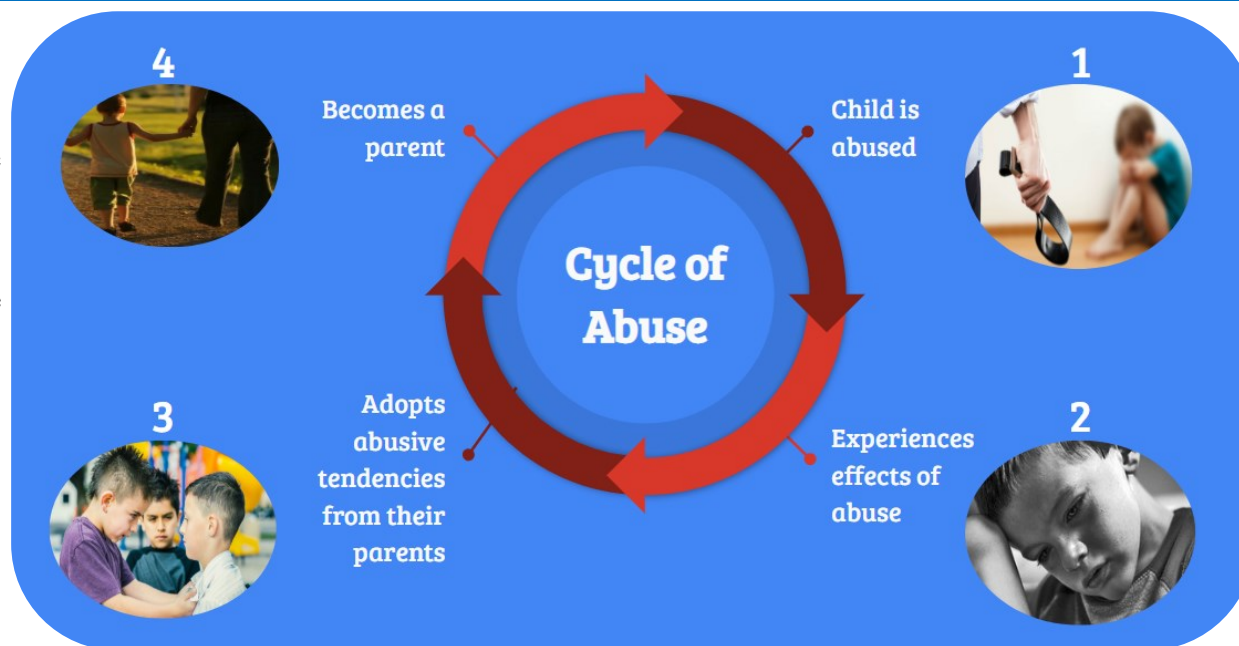 4
Becomes a
parent
1
Child is
abused
Cycle of
Abuse
3
Adopts
abusive
tendencies
from their
parents
2
Experiences
effects of
abuse